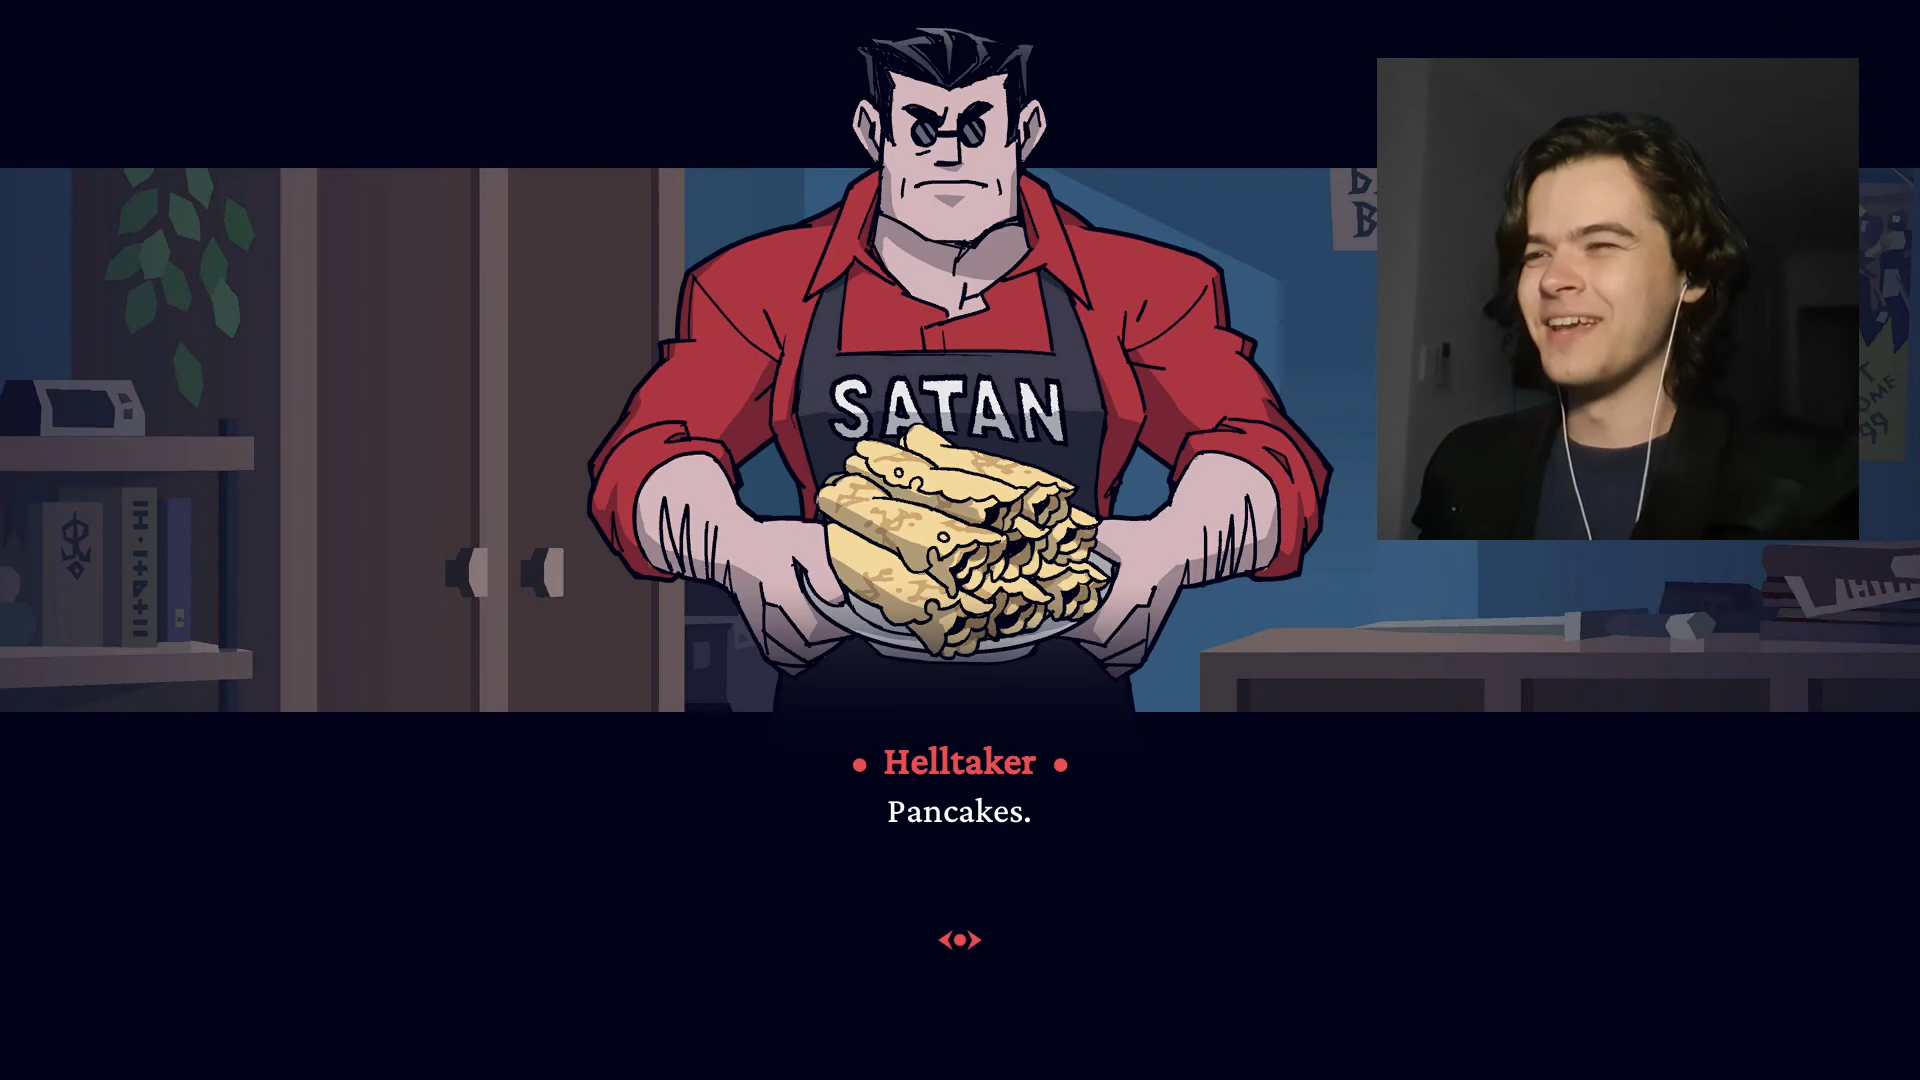 SATAN
• Helltaker •
Pancakes.